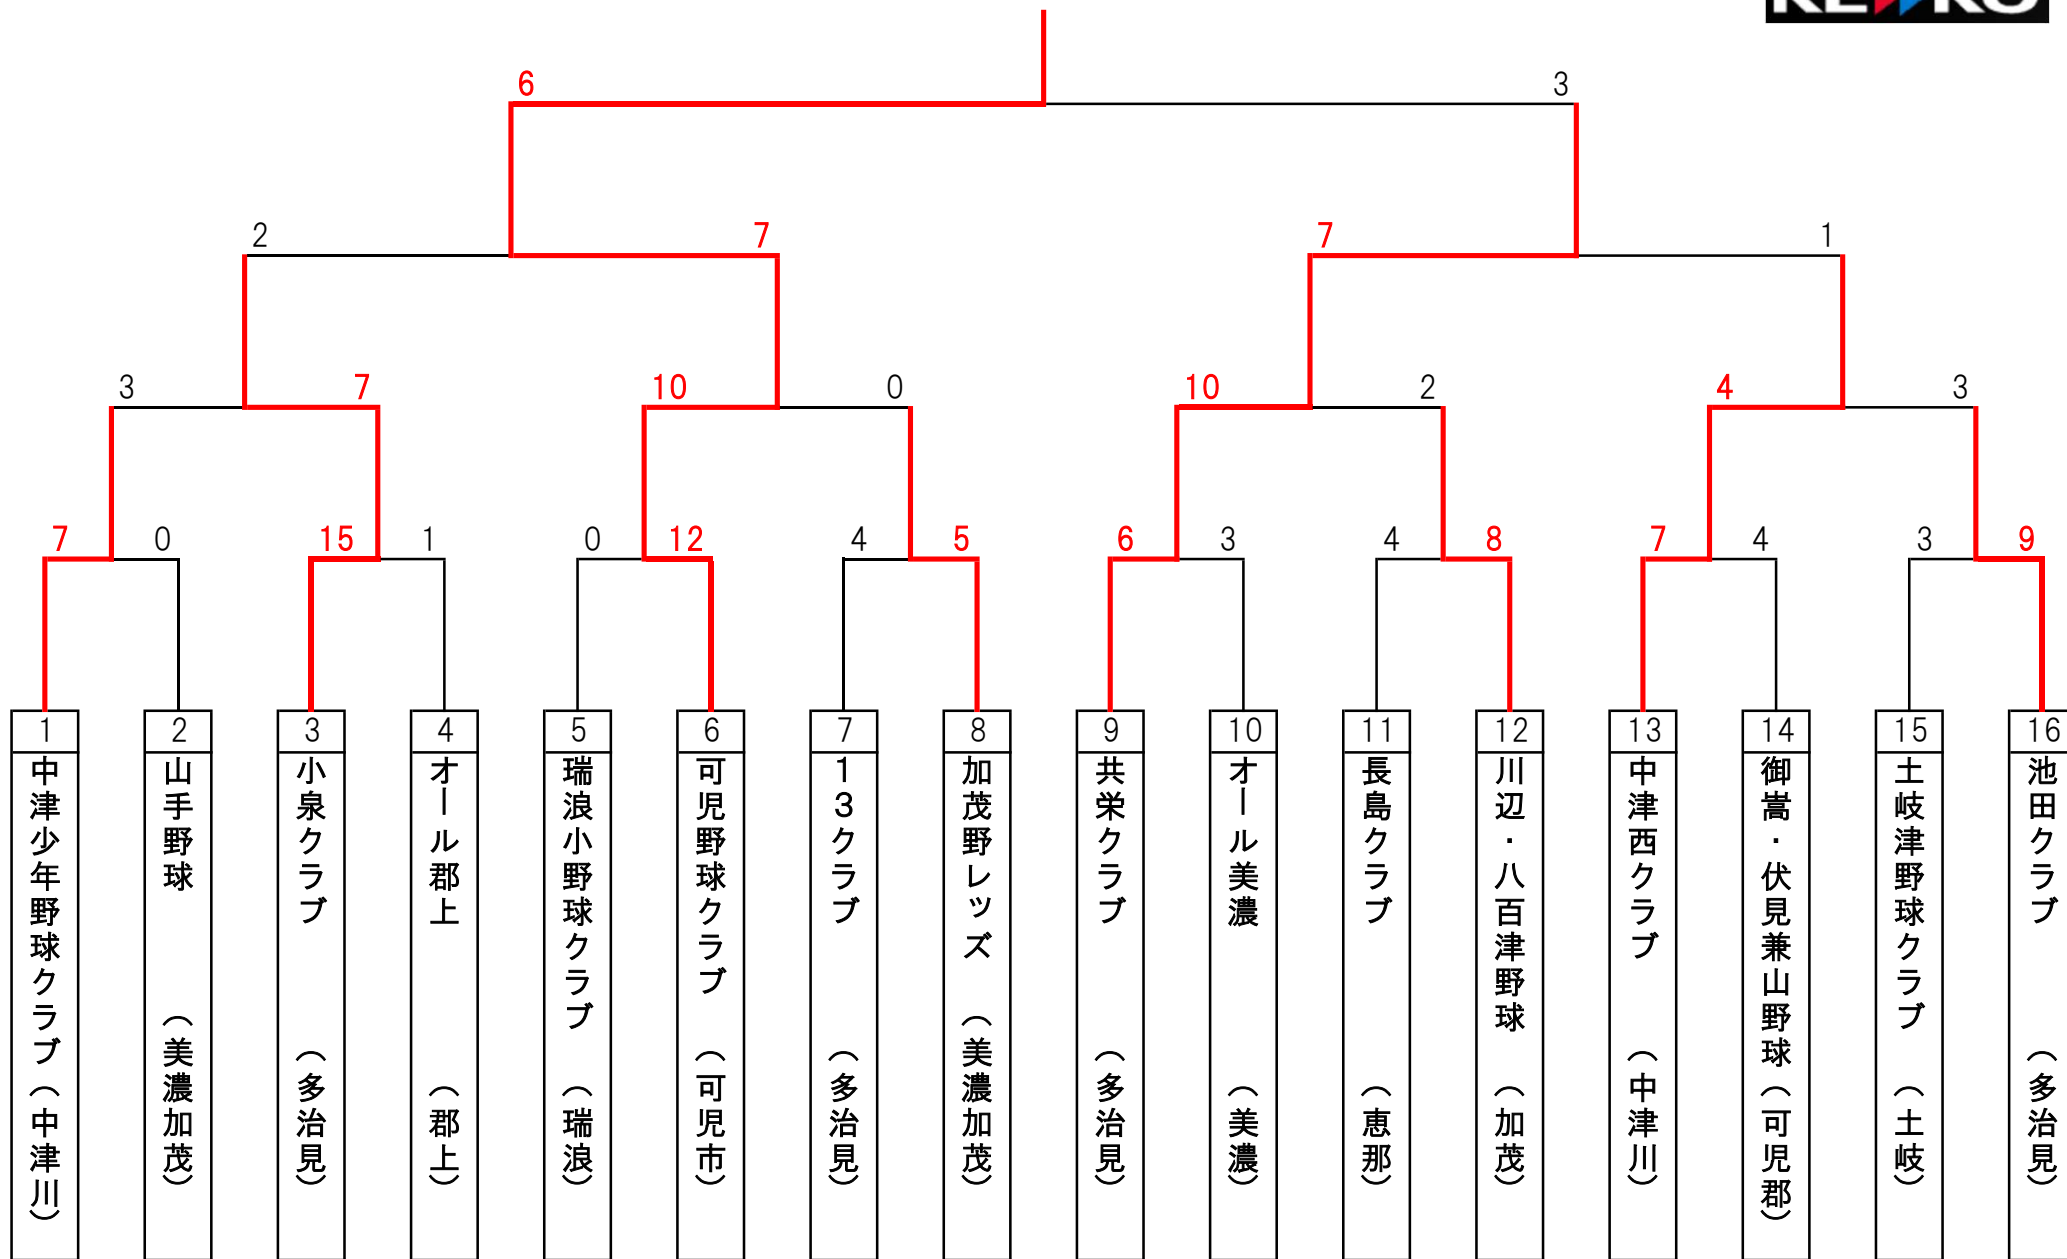 6 3
2 7 7 1
3 7 10 0 10 2 4 3
7 0 15 1 0 12 4 5 6 3 4 8 7 4 3 9
1 2 3 4 5 6 7 8 9 10 11 12 13 14 15 16
中津少年野球クラブ（中津川）
山手野球 （美濃加茂）
小泉クラブ （多治見）
オール郡上 （郡上）
瑞浪小野球クラブ （瑞浪）
可児野球クラブ （可児市）
13クラブ （多治見）
加茂野レッズ （美濃加茂）
共栄クラブ （多治見）
オール美濃 （美濃）
長島クラブ （恵那）
川辺・八百津野球 （加茂）
中津西クラブ （中津川）
御嵩・伏見兼山野球（可児郡）
土岐津野球クラブ （土岐）
池田クラブ （多治見）